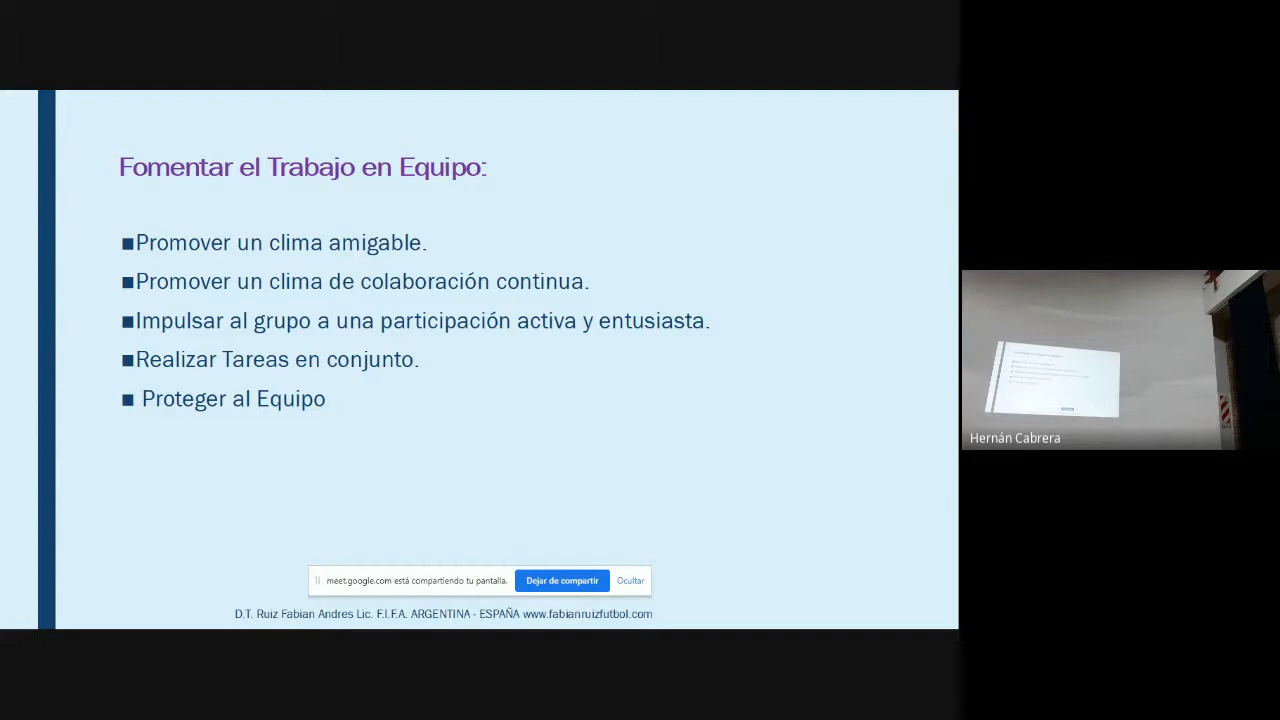 Fomentar el Trabajo en Equipo:
■Promover un clima amigable.
■Promover un clima de colaboración continua.
■Impulsar al grupo a una participación activa y entusiasta.
■Realizar Tareas en conjunto.
■ Proteger al Equipo
meet.google.com está compartiendo tu pantalla.
Dejar de compartir
Ocultar
D.T. Ruiz Fabian Andres Lic. F.I.F.A. ARGENTINA - ESPAÑA www.fabianruizfutbol.com
Hernán Cabrera